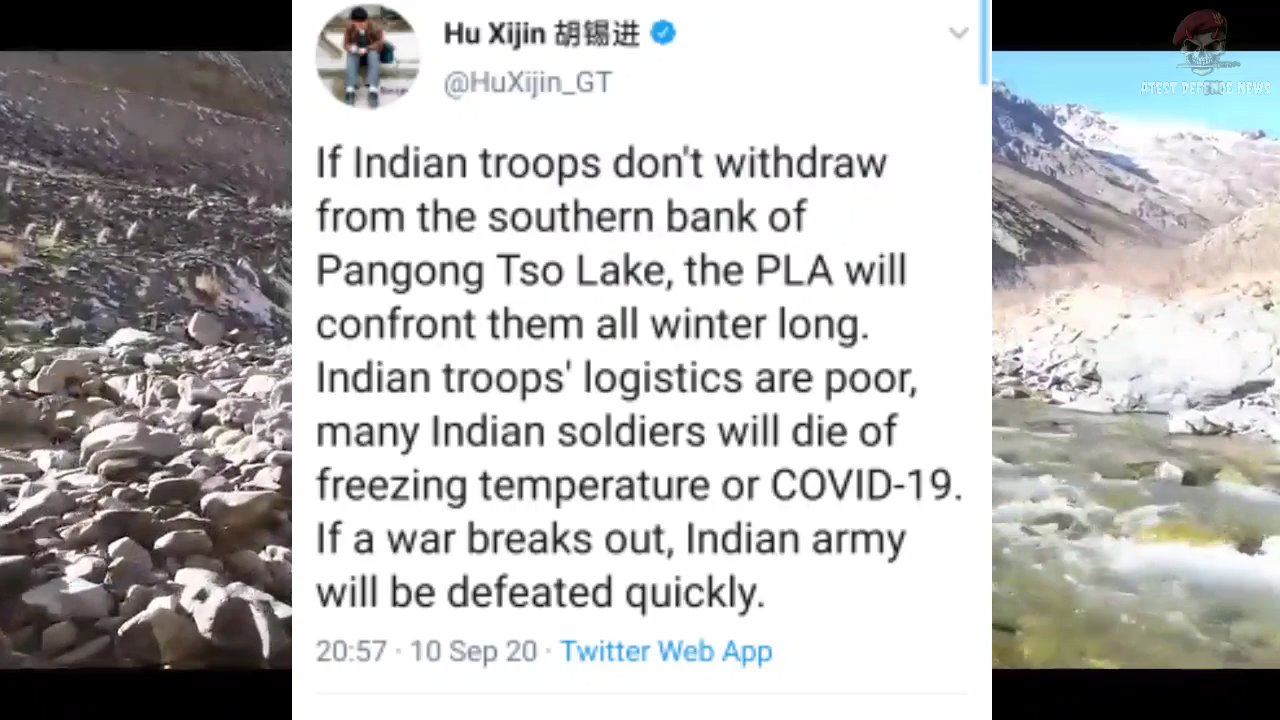 Hu Xijin 胡锡进
@HuXijin_GT
If Indian troops don't withdraw
from the southern bank of
Pangong Tso Lake, the PLA will
confront them all winter long.
Indian troops' logistics are poor,
many Indian soldiers will die of
freezing temperature or COVID-19.
If a war breaks out, Indian army
will be defeated quickly.
20:57 · 10 Sep 20 · Twitter Web App
ATEST DEFENCE NEWS